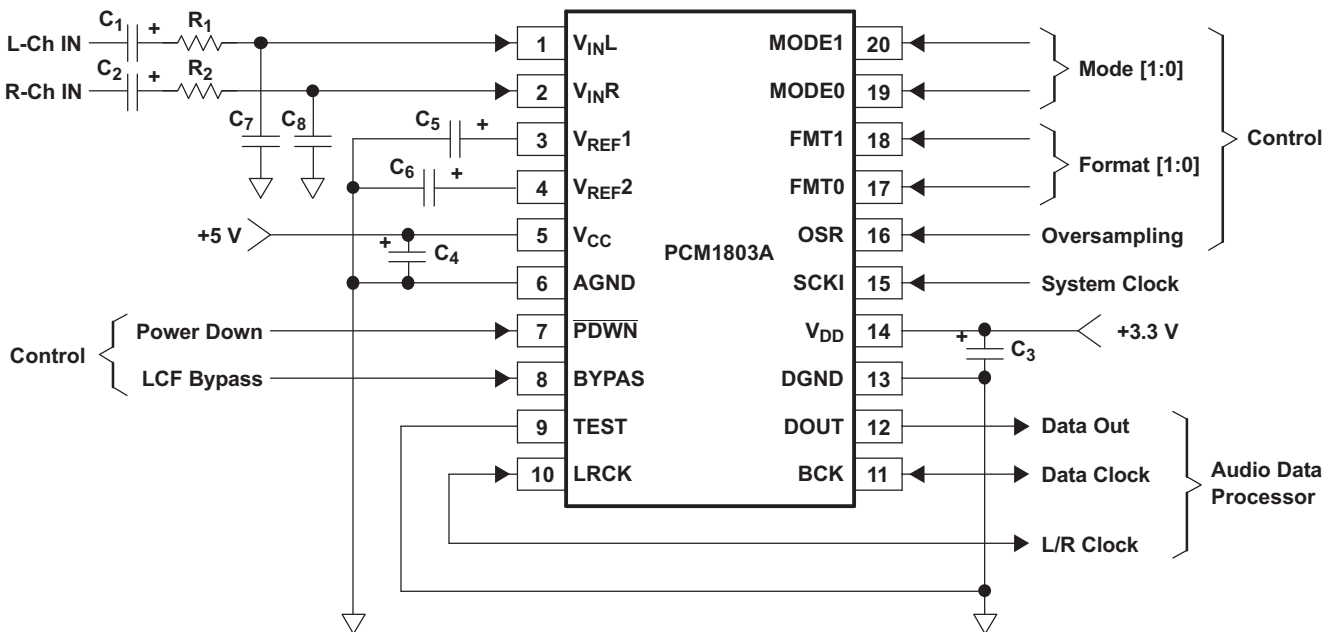 C1 + R1
L-Ch IN
C2 + R2
R-Ch IN
C7
C8
C5 +
C6 +
+5 V
+ C4
Control
Power Down
LCF Bypass
1 VINL
2 VINR
3 VREF1
4 VREF2
5 VCC
6 AGND
7 PDWN
8 BYPAS
9 TEST
10 LRCK
PCM1803A
MODE1 20
MODE0 19
FMT1 18
FMT0 17
OSR 16
SCKI 15
VDD 14
DGND 13
DOUT 12
BCK 11
Mode [1:0]
Format [1:0]
Control
Oversampling
System Clock
+ C3
+3.3 V
Data Out
Data Clock
L/R Clock
Audio Data
Processor